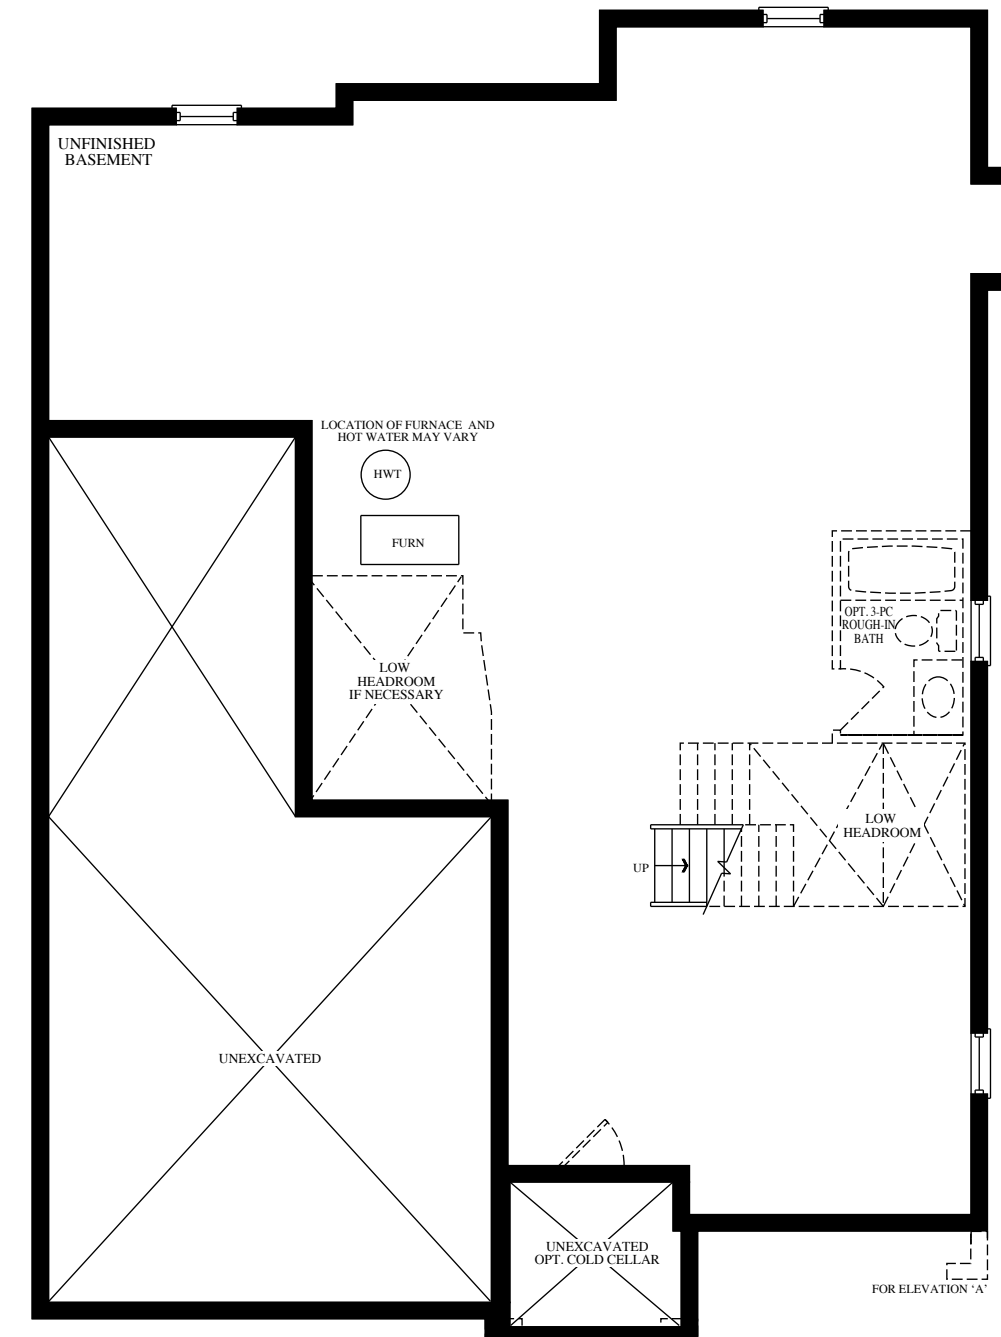 UNFINISHED
BASEMENT
LOCATION OF FURNACE AND
HOT WATER MAY VARY
HWT
FURN
OPT. 3-PC
ROUGH-IN
BATH
LOW
HEADROOM
IF NECESSARY
LOW
HEADROOM
UP
UNEXCAVATED
UNEXCAVATED
OPT. COLD CELLAR
FOR ELEVATION ‘A’